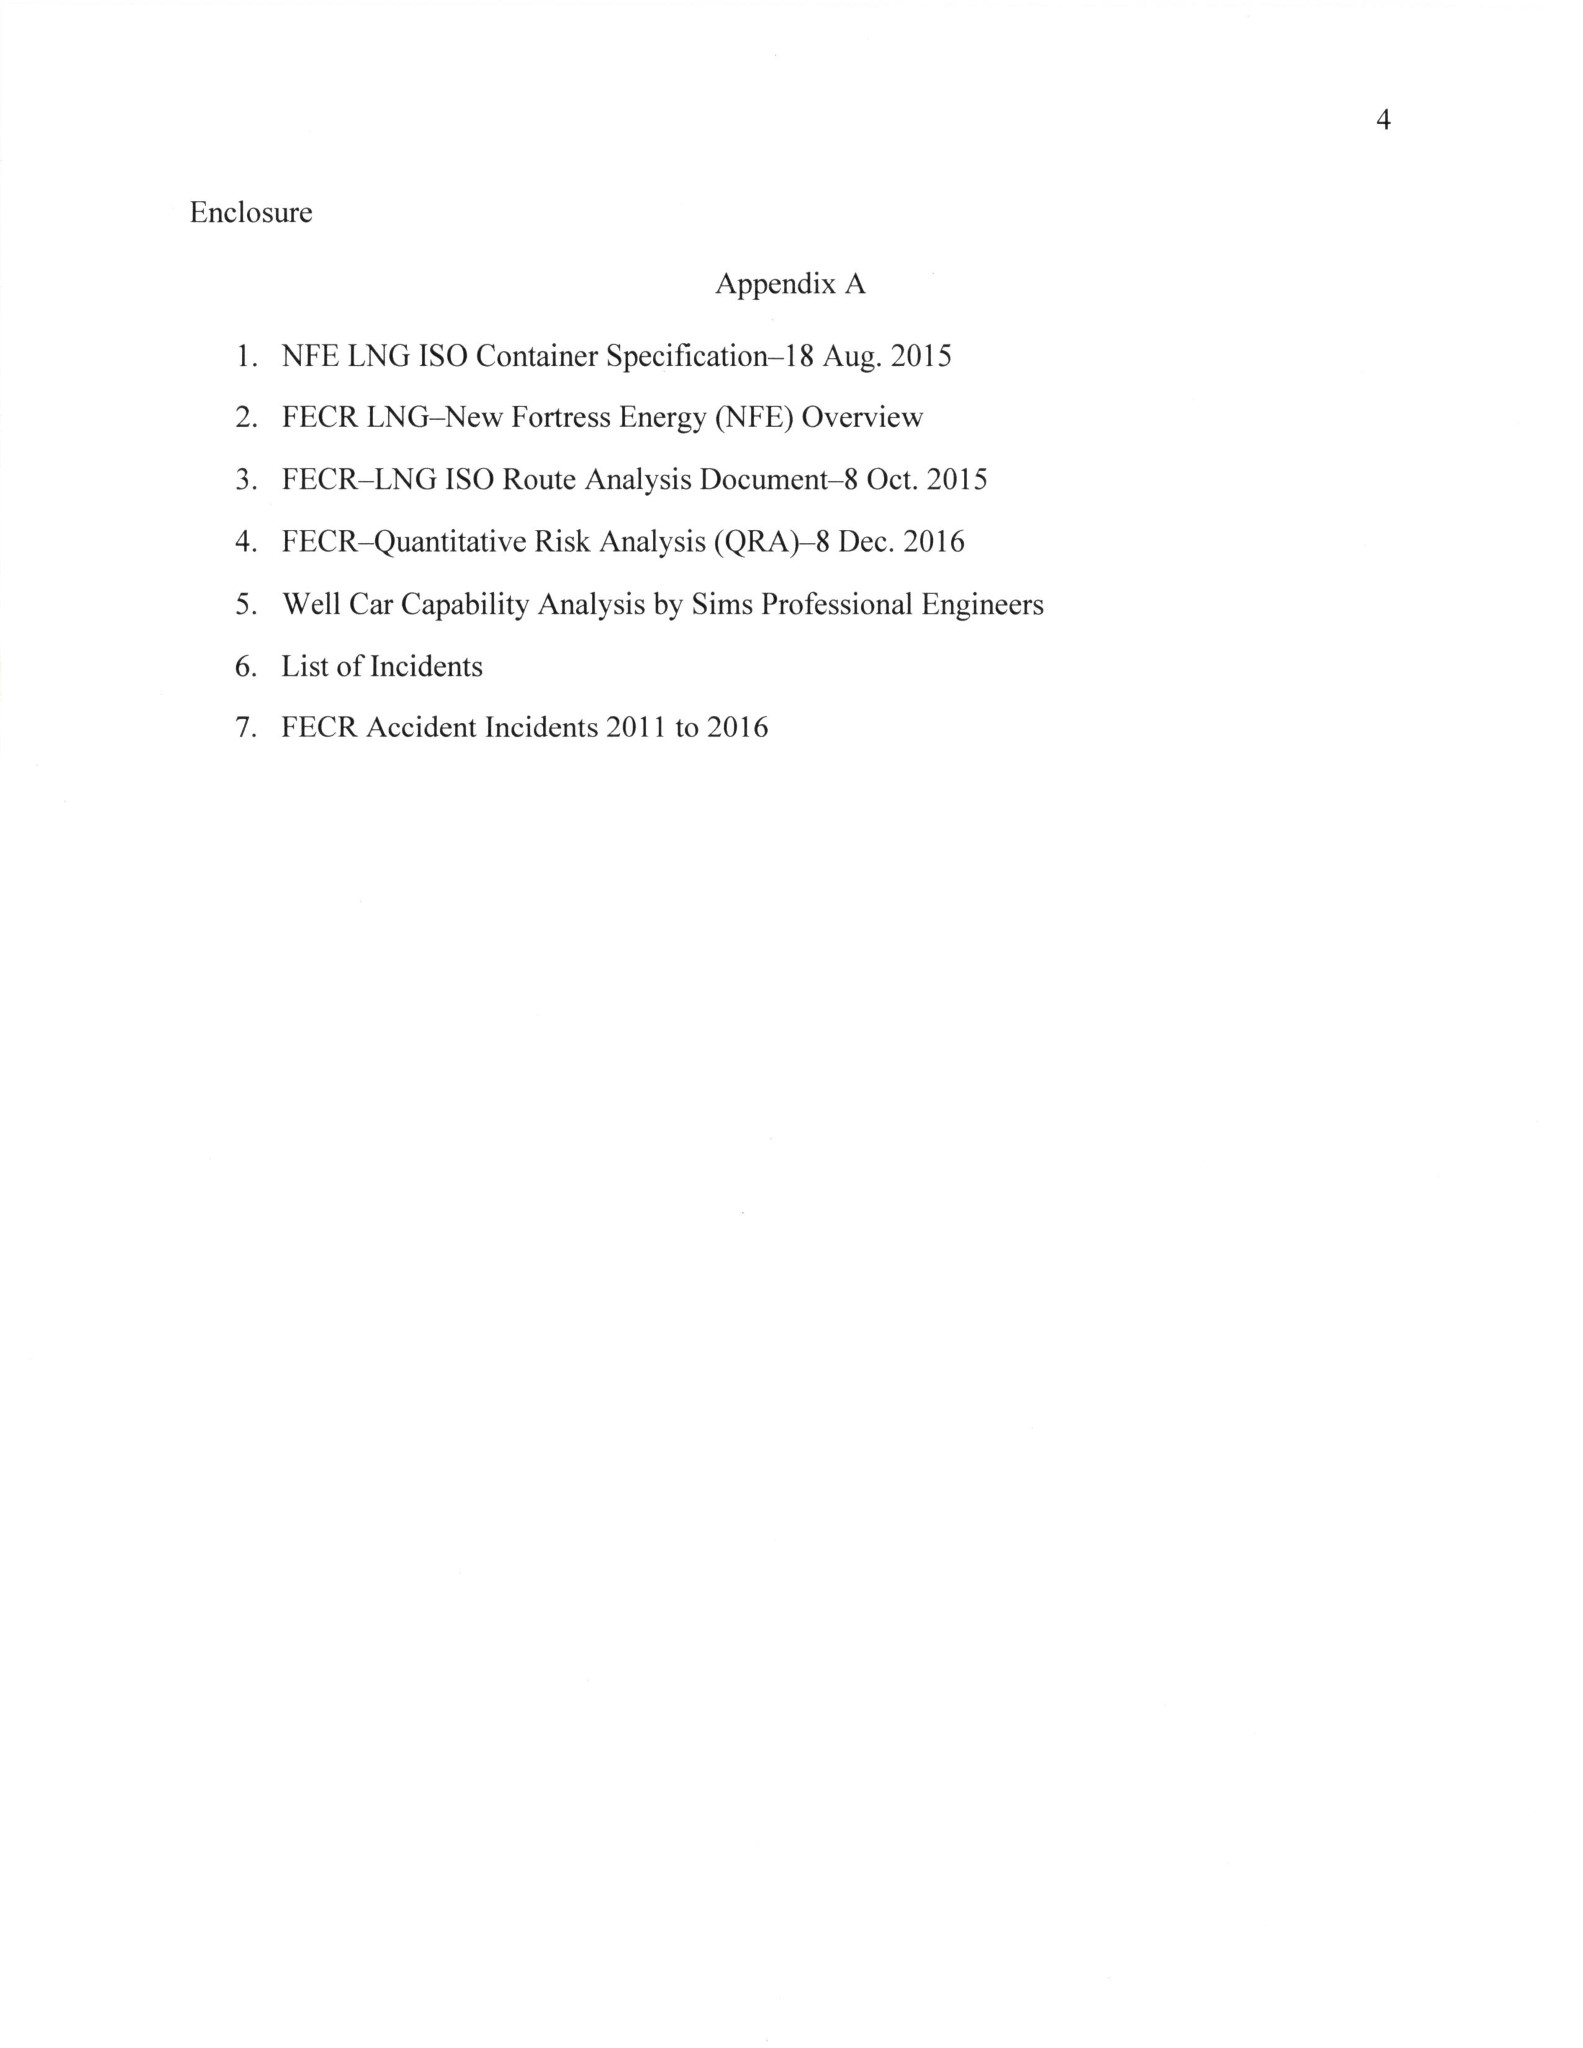 4
Enclosure
Appendix A
1. NFE LNG ISO Container Specification–18 Aug. 2015
2. FECR LNG–New Fortress Energy (NFE) Overview
3. FECR–LNG ISO Route Analysis Document–8 Oct. 2015
4. FECR–Quantitative Risk Analysis (QRA)–8 Dec. 2016
5. Well Car Capability Analysis by Sims Professional Engineers
6. List of Incidents
7. FECR Accident Incidents 2011 to 2016